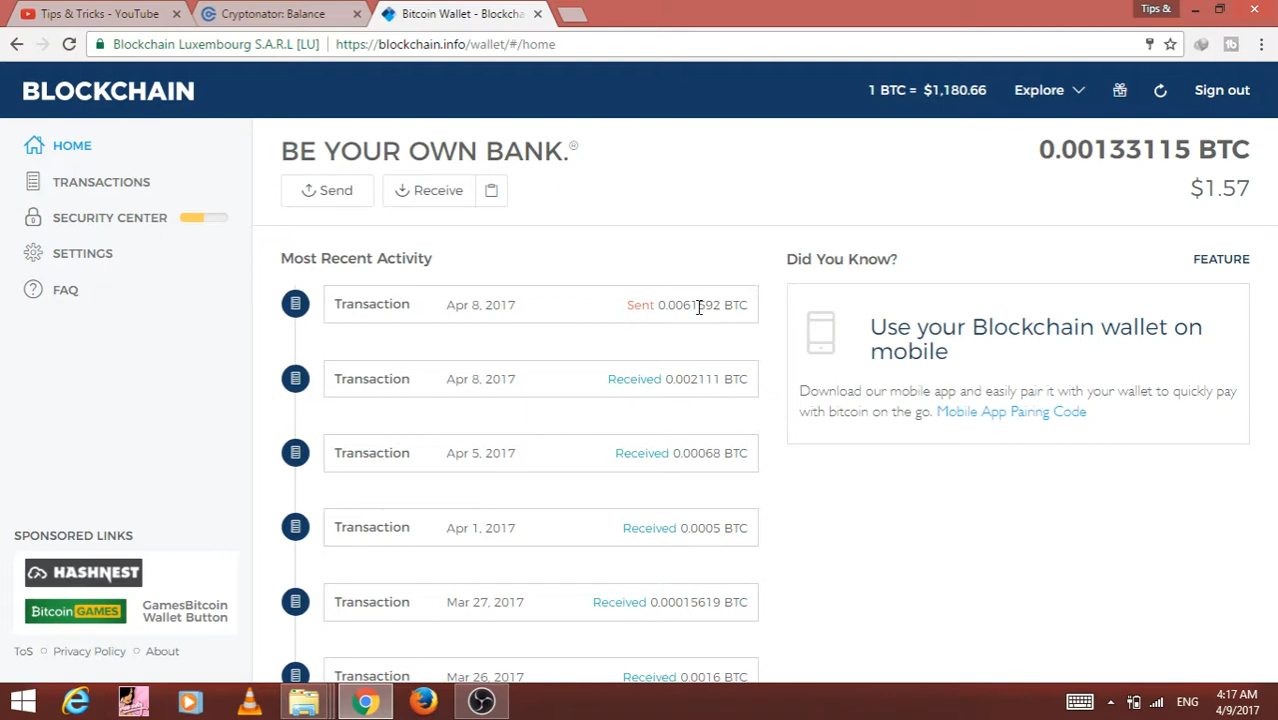 Tips & Tricks - YouTube
Cryptonator: Balance
Bitcoin Wallet - Blockcha
Tips &
Blockchain Luxembourg S.A.R.L [LU]
https://blockchain.info/wallet/#/home
BLOCKCHAIN
1 BTC = $1,180.66
Explore
Sign out
HOME
TRANSACTIONS
SECURITY CENTER
SETTINGS
FAQ
BE YOUR OWN BANK.®
0.00133115 BTC
$1.57
Send
Receive
Most Recent Activity
Transaction Apr 8, 2017 Sent BTC
Transaction Apr 8, 2017 Received 0.002111 BTC
Transaction Apr 5, 2017 Received 0.00068 BTC
Transaction Apr 1, 2017 Received 0.0005 BTC
Transaction Mar 27, 2017 Received 0.00015619 BTC
Transaction Mar 26, 2017 Received 0.0016 BTC
Did You Know?
FEATURE
Use your Blockchain wallet on
mobile
Download our mobile app and easily pair it with your wallet to quickly pay
with bitcoin on the go. Mobile App Pairing Code
SPONSORED LINKS
HASHNEST
Bitcoin GAMES
GamesBitcoin
Wallet Button
ToS
Privacy Policy
About
ENG
4:17 AM
4/9/2017